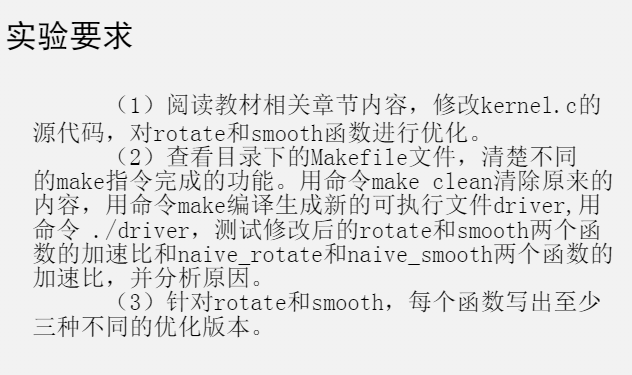 实验要求
（1）阅读教材相关章节内容，修改kernel.c的
源代码，对rotate和smooth函数进行优化。
（2）查看目录下的Makefile文件，清楚不同
的make指令完成的功能。用命令make clean清除原来的
内容，用命令make编译生成新的可执行文件driver,用
命令 ./driver，测试修改后的rotate和smooth两个函
数的加速比和naive_rotate和naive_smooth两个函数的
加速比，并分析原因。
（3）针对rotate和smooth，每个函数写出至少
三种不同的优化版本。